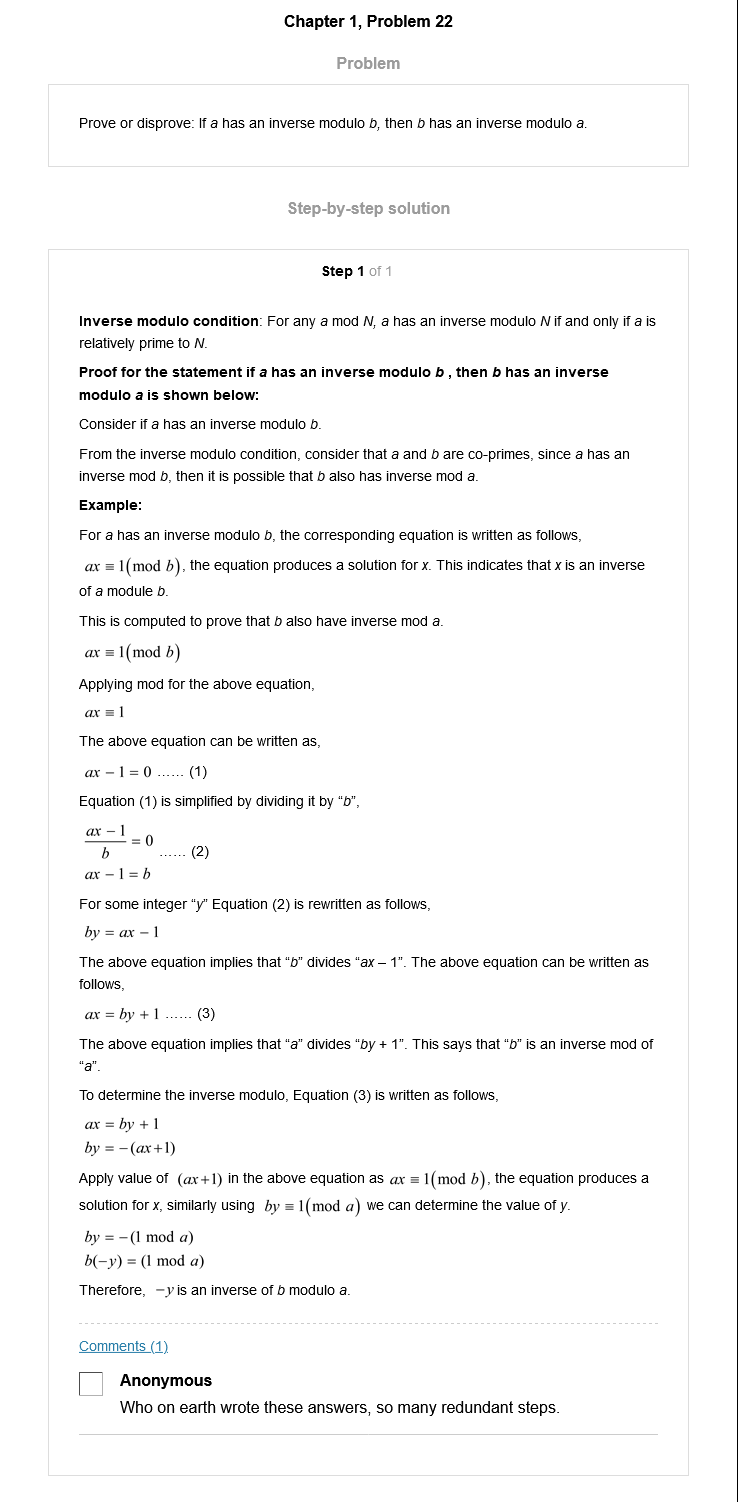 Chapter 1, Problem 22
Problem
Prove or disprove: If a has an inverse modulo b, then b has an inverse modulo a.
Step-by-step solution
Step 1 of 1
Inverse modulo condition: For any a mod N, a has an inverse modulo N if and only if a is
relatively prime to N.
Proof for the statement if a has an inverse modulo b , then b has an inverse
modulo a is shown below:
Consider if a has an inverse modulo b.
From the inverse modulo condition, consider that a and b are co-primes, since a has an
inverse mod b, then it is possible that b also has inverse mod a.
Example:
For a has an inverse modulo b, the corresponding equation is written as follows,
ax ≡ 1(mod b), the equation produces a solution for x. This indicates that x is an inverse
of a module b.
This is computed to prove that b also have inverse mod a.
ax ≡ 1(mod b)
Applying mod for the above equation,
ax ≡ 1
The above equation can be written as,
ax − 1 = 0 …… (1)
Equation (1) is simplified by dividing it by “b”,
(ax − 1)/b = 0 …… (2)
ax − 1 = b
For some integer “y” Equation (2) is rewritten as follows,
by = ax − 1
The above equation implies that “b” divides “ax – 1”. The above equation can be written as
follows,
ax = by + 1 …… (3)
The above equation implies that “a” divides “by + 1”. This says that “b” is an inverse mod of
“a”.
To determine the inverse modulo, Equation (3) is written as follows,
ax = by + 1
by = −(ax+1)
Apply value of (ax+1) in the above equation as ax ≡ 1(mod b), the equation produces a
solution for x, similarly using by ≡ 1(mod a) we can determine the value of y.
by = −(1 mod a)
b(−y) = (1 mod a)
Therefore, −y is an inverse of b modulo a.
Comments (1)
Anonymous
Who on earth wrote these answers, so many redundant steps.